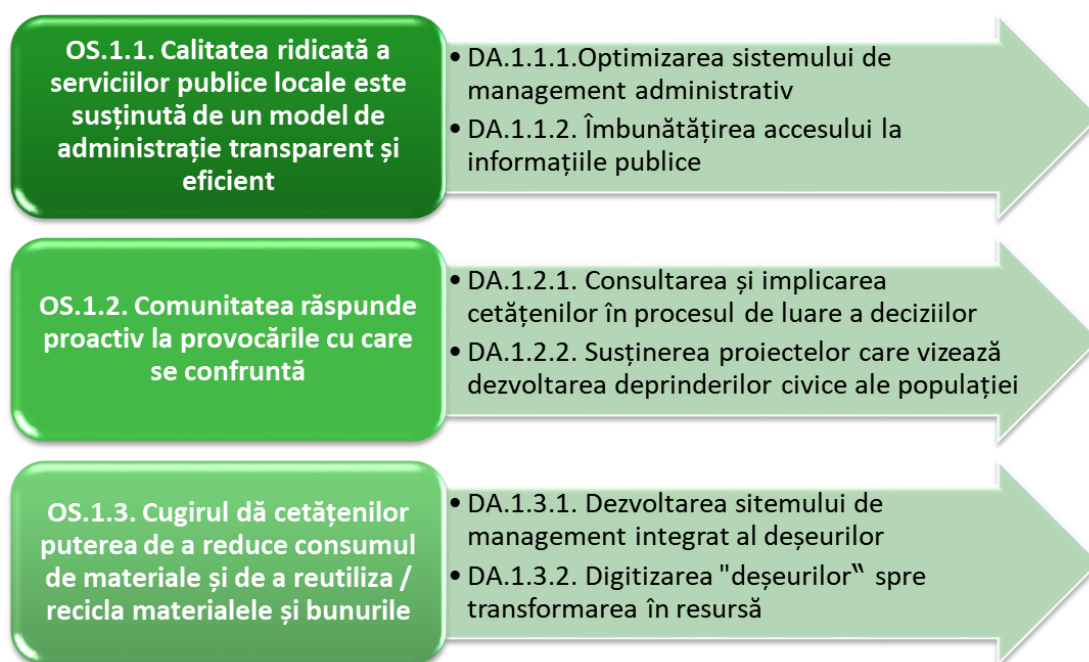 OS.1.1. Calitatea ridicată a
serviciilor publice locale este
susținută de un model de
administrație transparent și
eficient
• DA.1.1.1.Optimizarea sistemului de
management administrativ
• DA.1.1.2. Îmbunătățirea accesului la
informațiile publice
OS.1.2. Comunitatea răspunde
proactiv la provocările cu care
se confruntă
• DA.1.2.1. Consultarea și implicarea
cetățenilor în procesul de luare a deciziilor
• DA.1.2.2. Susținerea proiectelor care vizează
dezvoltarea deprinderilor civice ale populației
OS.1.3. Cugirul dă cetățenilor
puterea de a reduce consumul
de materiale și de a reutiliza /
recicla materialele și bunurile
• DA.1.3.1. Dezvoltarea sitemului de
management integrat al deșeurilor
• DA.1.3.2. Digitizarea "deșeurilor‟ spre
transformarea în resursă